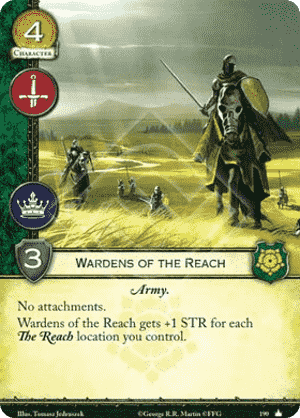 4
CHARACTER
3
WARDENS OF THE REACH
Army.
No attachments.
Wardens of the Reach gets +1 STR for each
The Reach location you control.
Illus. Tomasz Jedruszek
©George R.R. Martin ©FFG
190